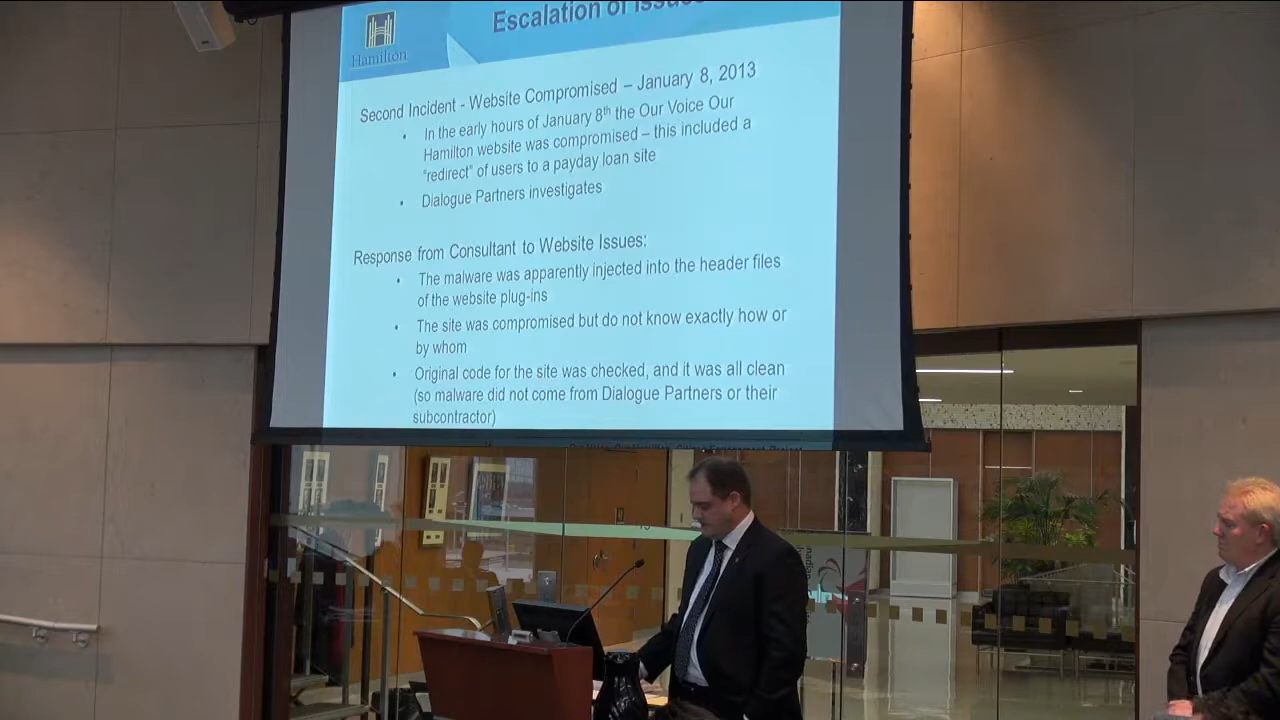 Escalation of Issues
Hamilton
Second Incident - Website Compromised – January 8, 2013
• In the early hours of January 8th the Our Voice Our
Hamilton website was compromised – this included a
"redirect" of users to a payday loan site
• Dialogue Partners investigates
Response from Consultant to Website Issues:
• The malware was apparently injected into the header files
of the website plug-ins
• The site was compromised but do not know exactly how or
by whom
• Original code for the site was checked, and it was all clean
(so malware did not come from Dialogue Partners or their
subcontractor)